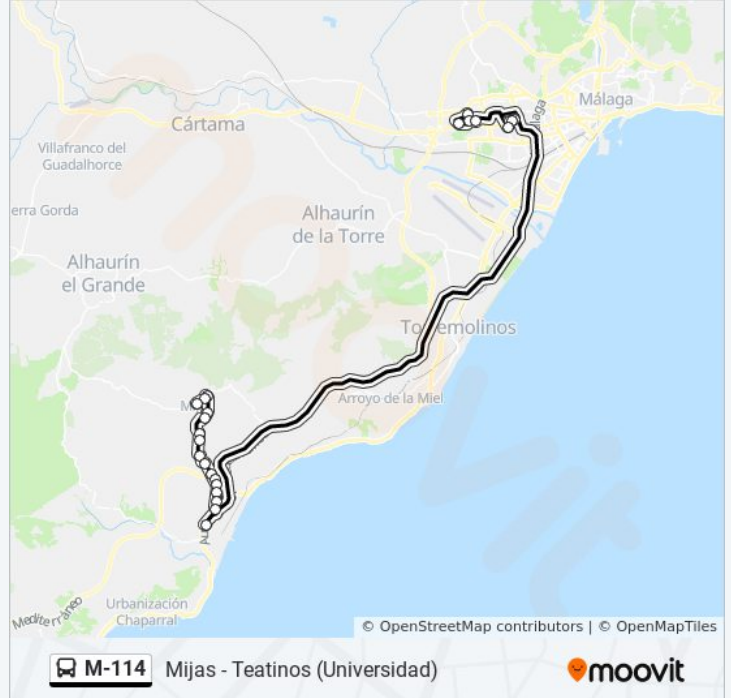 Málaga
Cártama
Villafranco del
Guadalhorce
erra Gorda
Alhaurín
de la Torre
Alhaurín
el Grande
Arroyo de la Miel
Urbanización
Chaparral
Mediterráneo
© OpenStreetMap contributors | © OpenMapTiles
M-114 Mijas - Teatinos (Universidad)
moovit